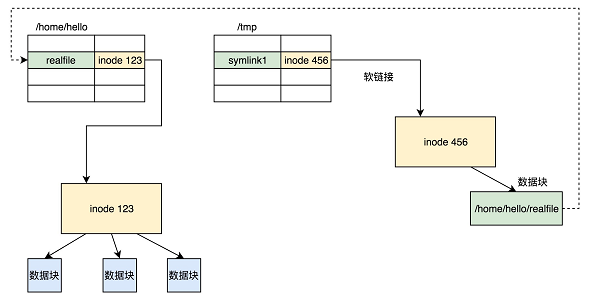 /home/hello
/tmp
realfile inode 123
symlink1 inode 456
软链接
inode 456
数据块
inode 123
/home/hello/realfile
数据块 数据块 数据块